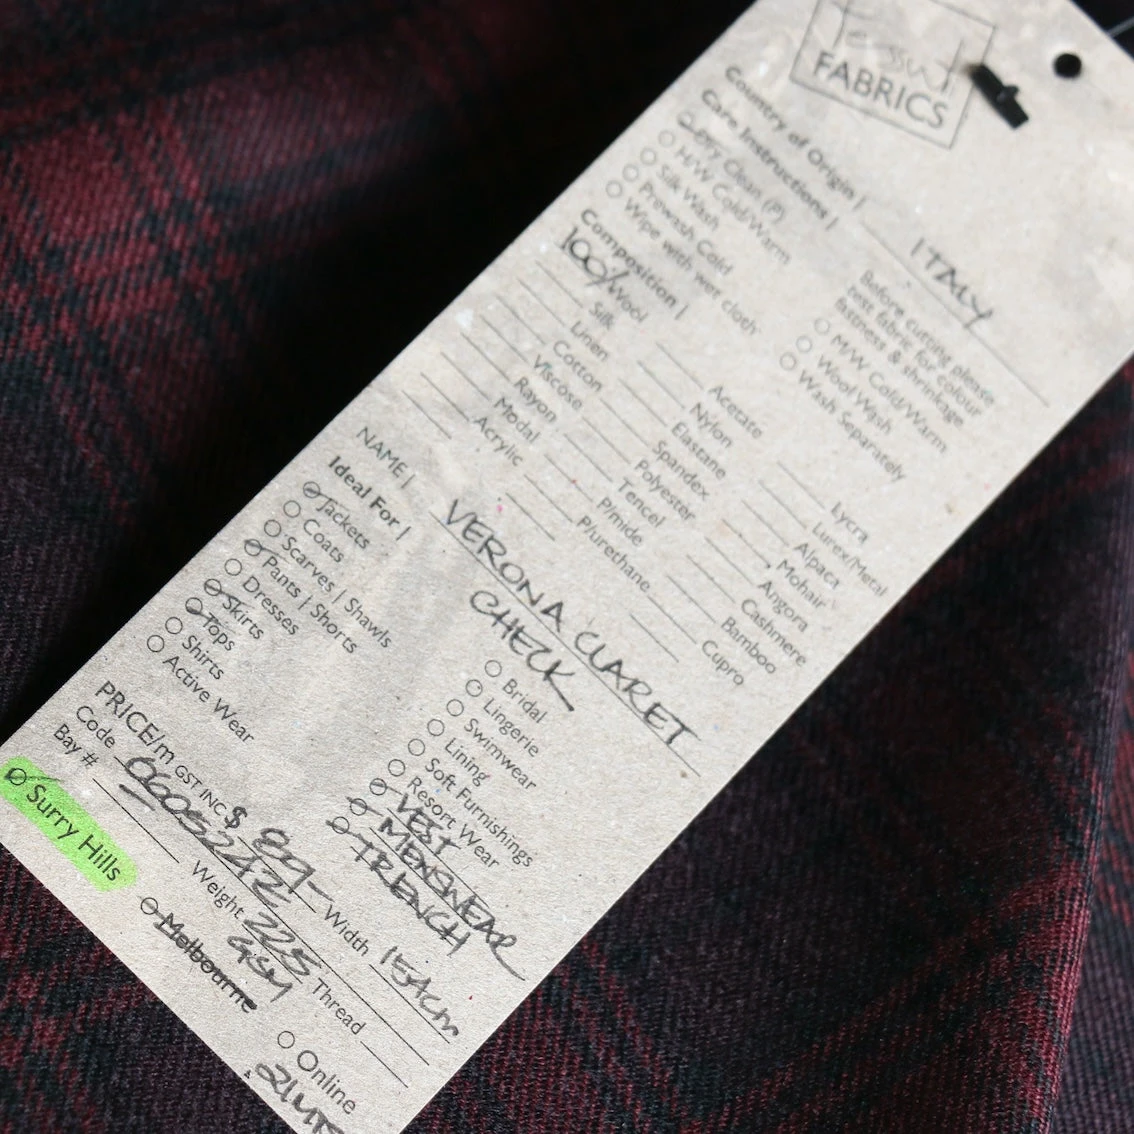 Tessuti
FABRICS
Country of Origin | ITALY
Care Instructions |
Dry Clean (P)
H/W Cold/Warm
Silk Wash
Prewash Cold
Wipe with wet cloth
Before cutting please
test fabric for colour
fastness & shrinkage.
M/W Cold/Warm
Wool Wash
Wash Separately
Composition |
100% Wool
Silk
Linen
Cotton
Viscose
Rayon
Modal
Acrylic
Acetate
Nylon
Elastane
Spandex
Polyester
Tencel
P/mide
P/urethane
Lycra
Lurex/Metal
Alpact
Mohair
Angora
Cashmere
Bamboo
Cupro
NAME | VERONA CLARET
CHECK
Ideal For |
Jackets
Coats
Scarves | Shawls
Pants | Shorts
Dresses
Skirts
Tops
Shirts
Active Wear
Bridal
Lingerie
Swimwear
Lining
Soft Furnishings
Resort Wear
VEST
MENSWEAR
TRENCH
PRICE/m GST INC $ 89- Width 154cm
Code 06005242 Weight 225 GSM Thread
Bay #
Surry Hills
Melbourne
Online